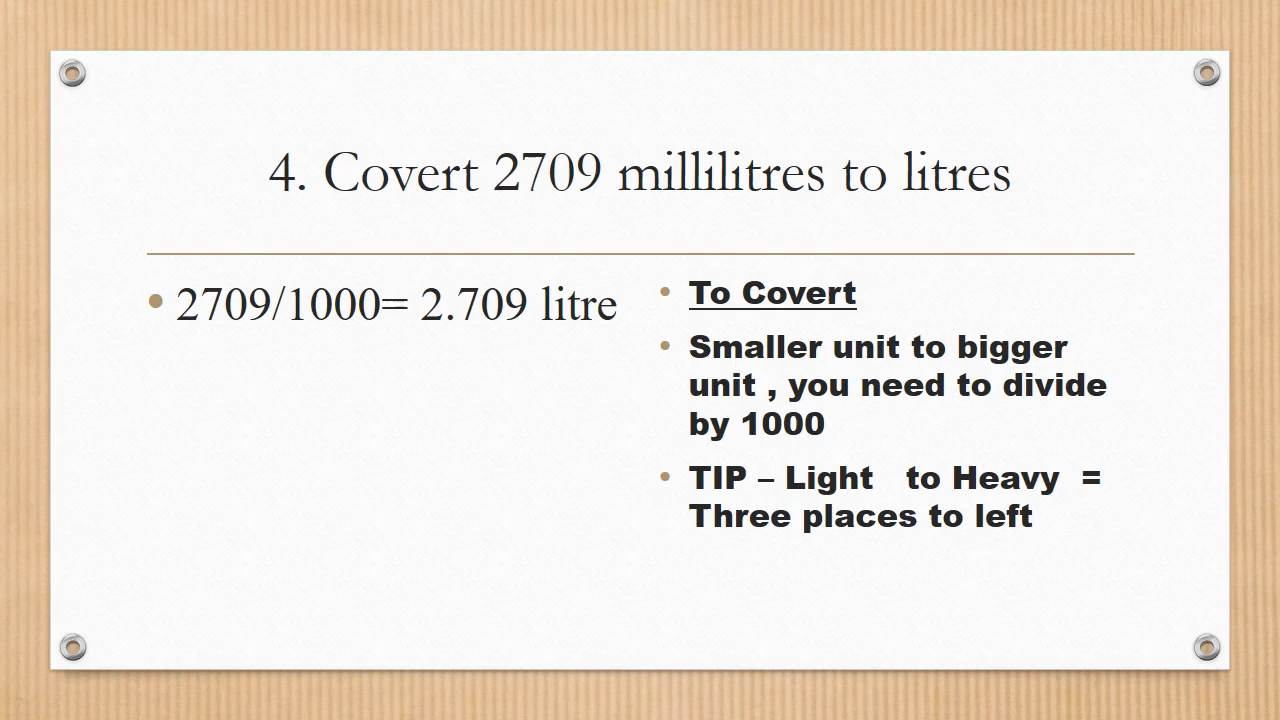 4. Covert 2709 millilitres to litres
• 2709/1000= 2.709 litre
• To Covert
• Smaller unit to bigger
unit , you need to divide
by 1000
• TIP – Light to Heavy =
Three places to left